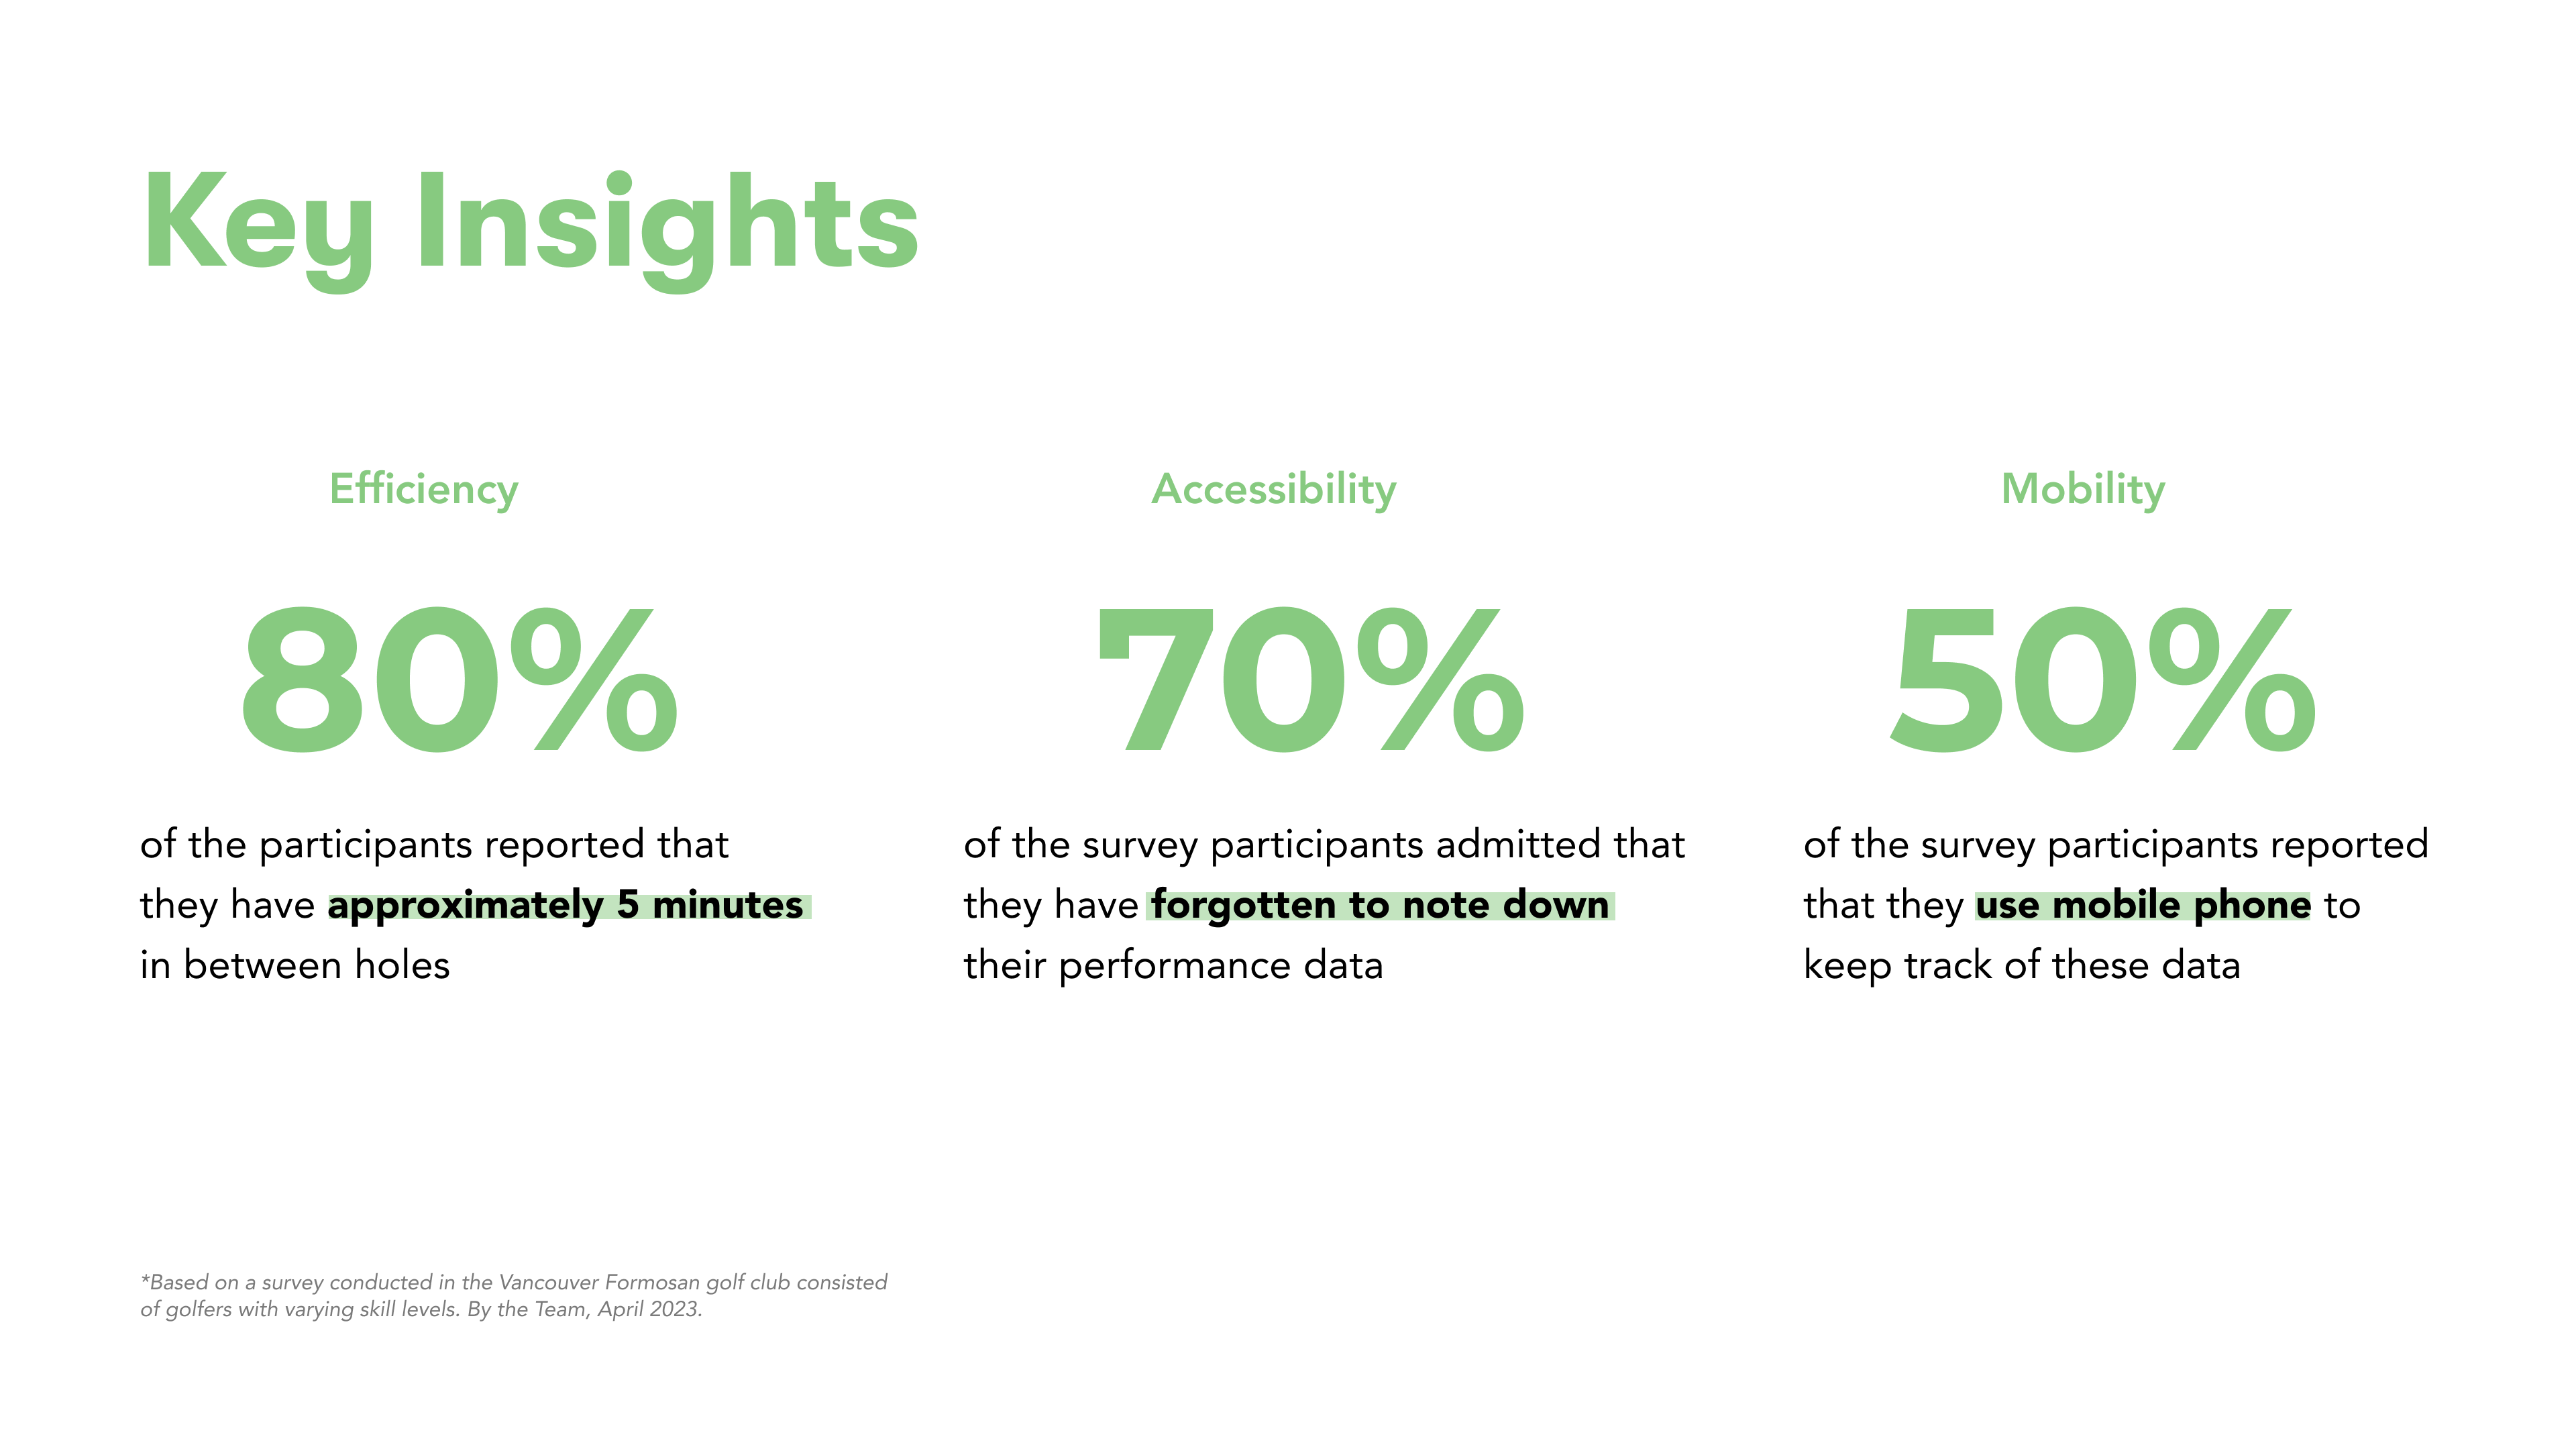 Key Insights
Efficiency
80%
of the participants reported that
they have approximately 5 minutes
in between holes
Accessibility
70%
of the survey participants admitted that
they have forgotten to note down
their performance data
Mobility
50%
of the survey participants reported
that they use mobile phone to
keep track of these data
*Based on a survey conducted in the Vancouver Formosan golf club consisted
of golfers with varying skill levels. By the Team, April 2023.